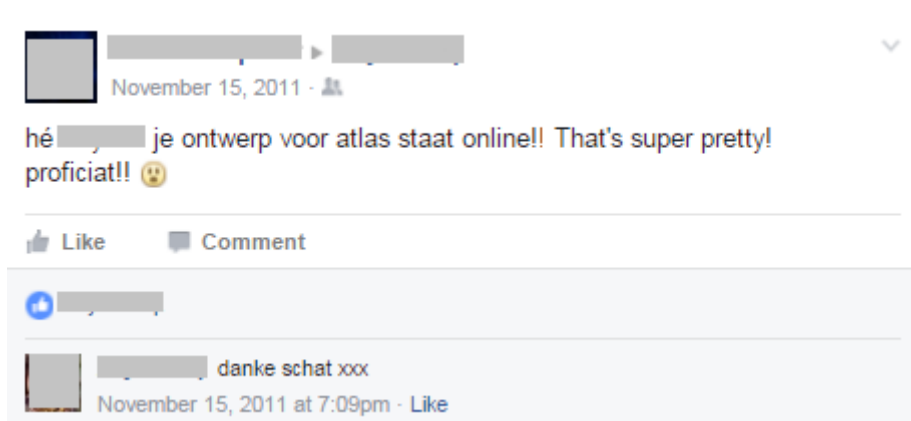 November 15, 2011 ·
hé je ontwerp voor atlas staat online!! That's super pretty!
proficiat!!
Like Comment
danke schat xxx
November 15, 2011 at 7:09pm · Like